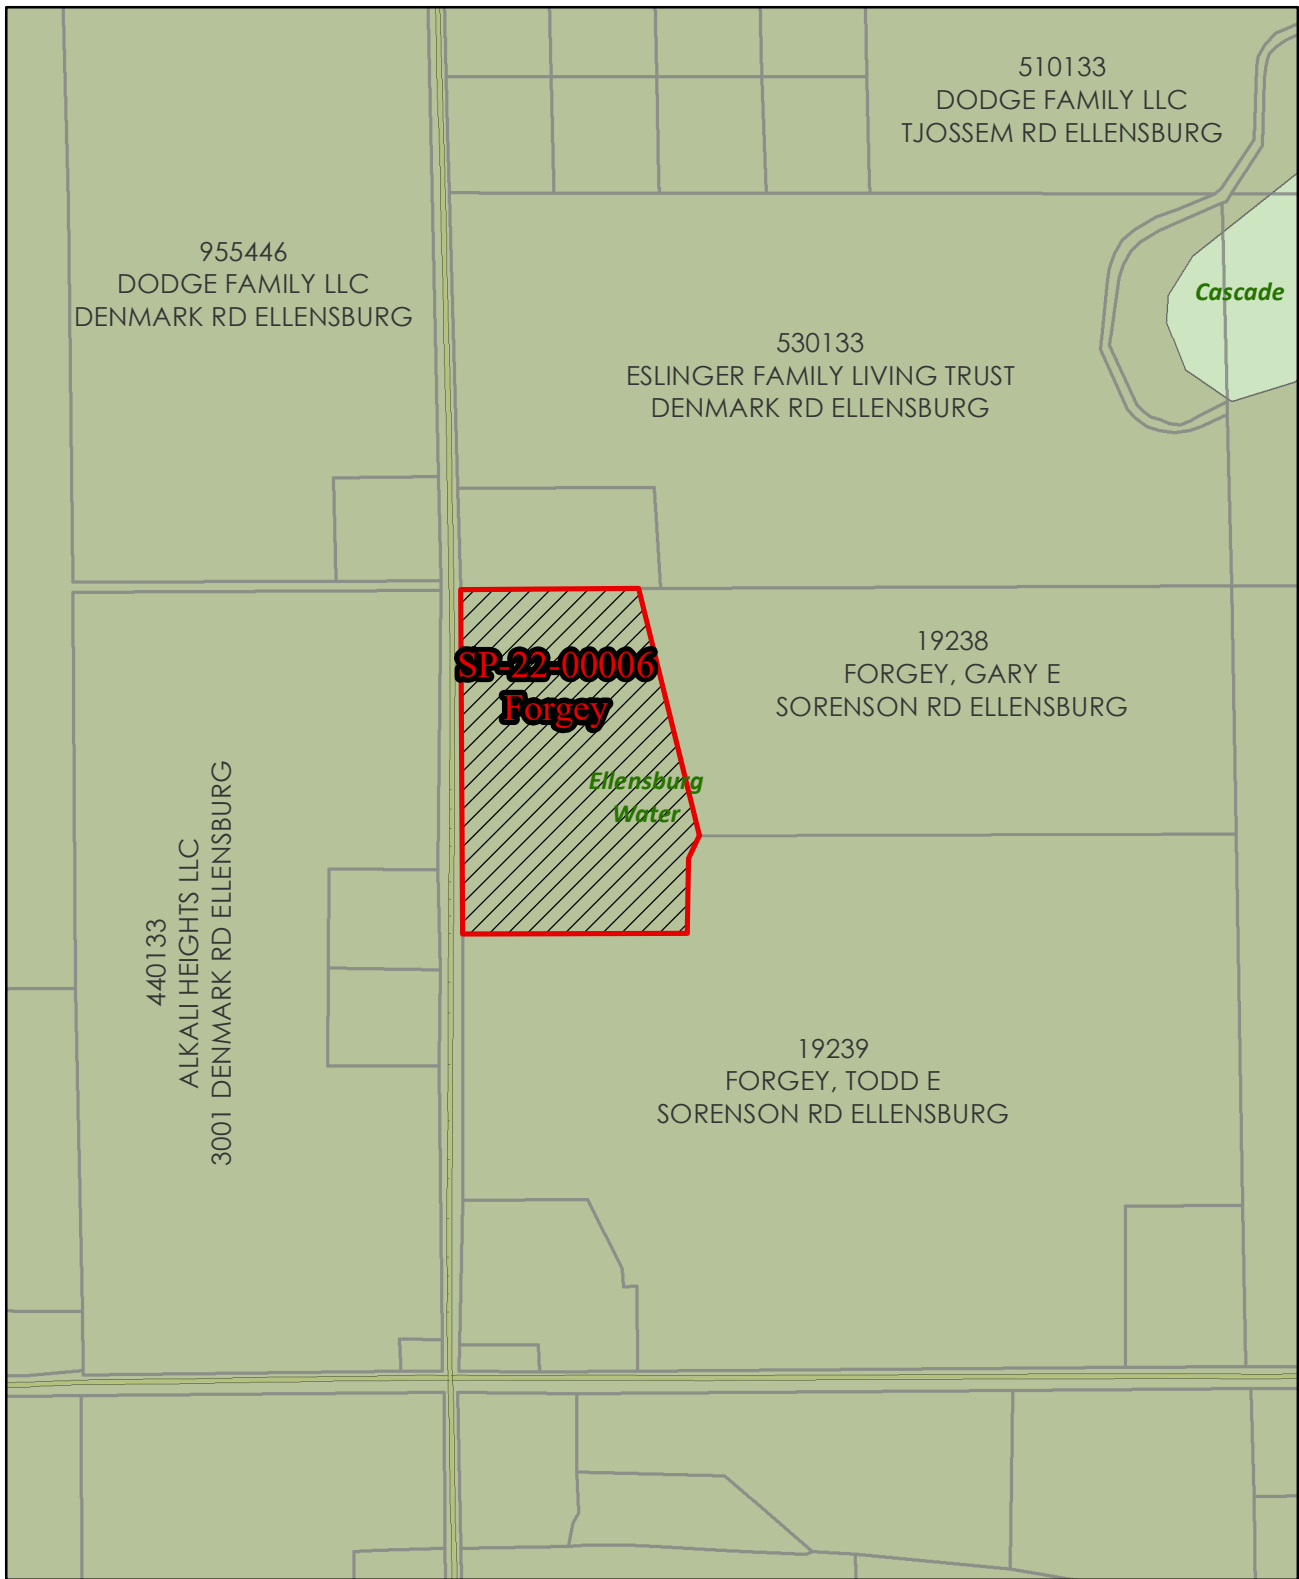 510133
DODGE FAMILY LLC
TJOSSEM RD ELLENSBURG
955446
DODGE FAMILY LLC
DENMARK RD ELLENSBURG
Cascade
530133
ESLINGER FAMILY LIVING TRUST
DENMARK RD ELLENSBURG
19238
FORGEY, GARY E
SORENSON RD ELLENSBURG
SP-22-00006
Forgey
Ellensburg
Water
440133
ALKALI HEIGHTS LLC
3001 DENMARK RD ELLENSBURG
19239
FORGEY, TODD E
SORENSON RD ELLENSBURG